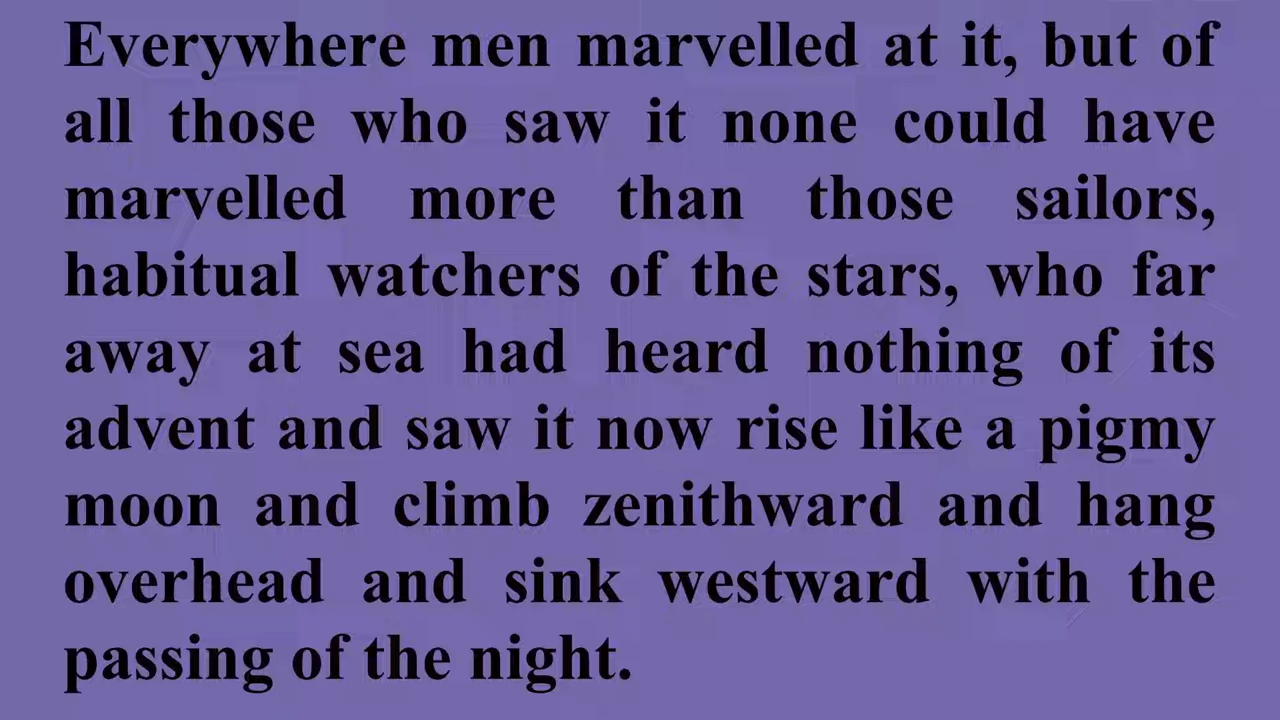 Everywhere men marvelled at it, but of
all those who saw it none could have
marvelled more than those sailors,
habitual watchers of the stars, who far
away at sea had heard nothing of its
advent and saw it now rise like a pigmy
moon and climb zenithward and hang
overhead and sink westward with the
passing of the night.